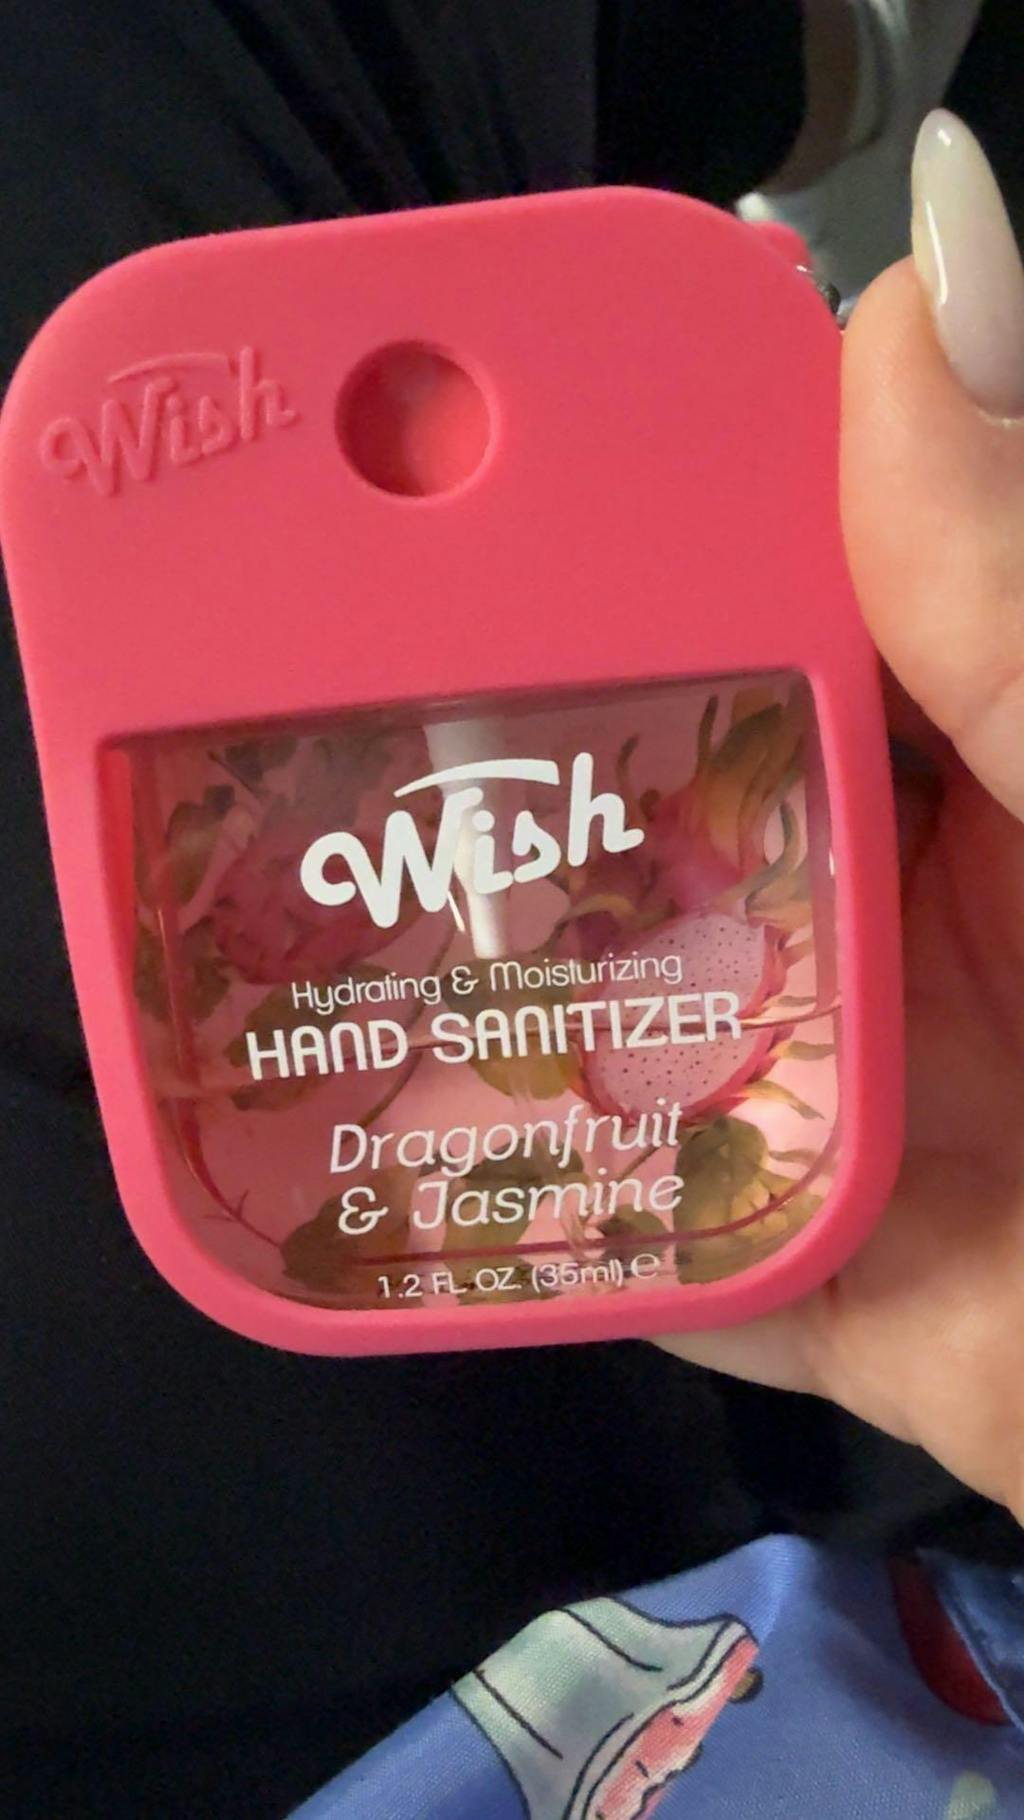 Wish
Wish
Hydrating & Moisturizing
HAND SANITIZER
Dragonfruit
& Jasmine
1.2 FL. OZ. (35ml) ℮